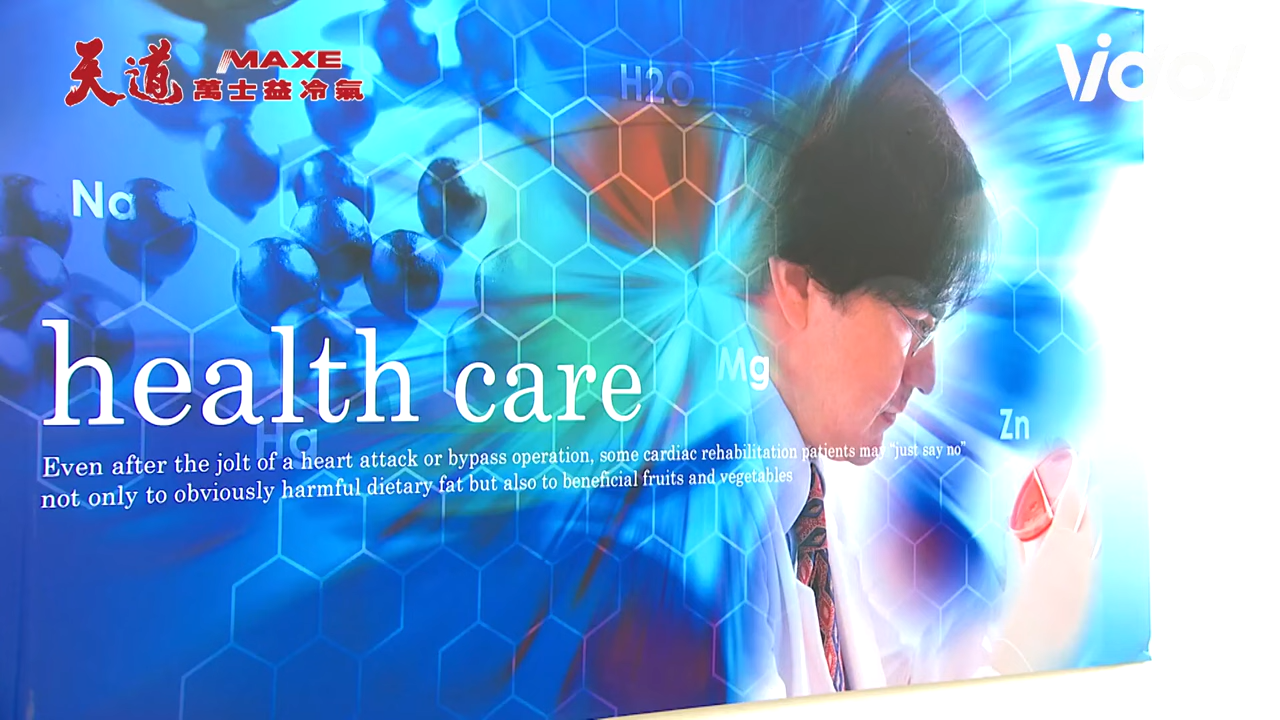 天道 MAXE
萬士益冷氣
Vidol
H2O
Na
health care
Mg
Zn
Hg
Even after the jolt of a heart attack or bypass operation, some cardiac rehabilitation patients may “just say no”
not only to obviously harmful dietary fat but also to beneficial fruits and vegetables